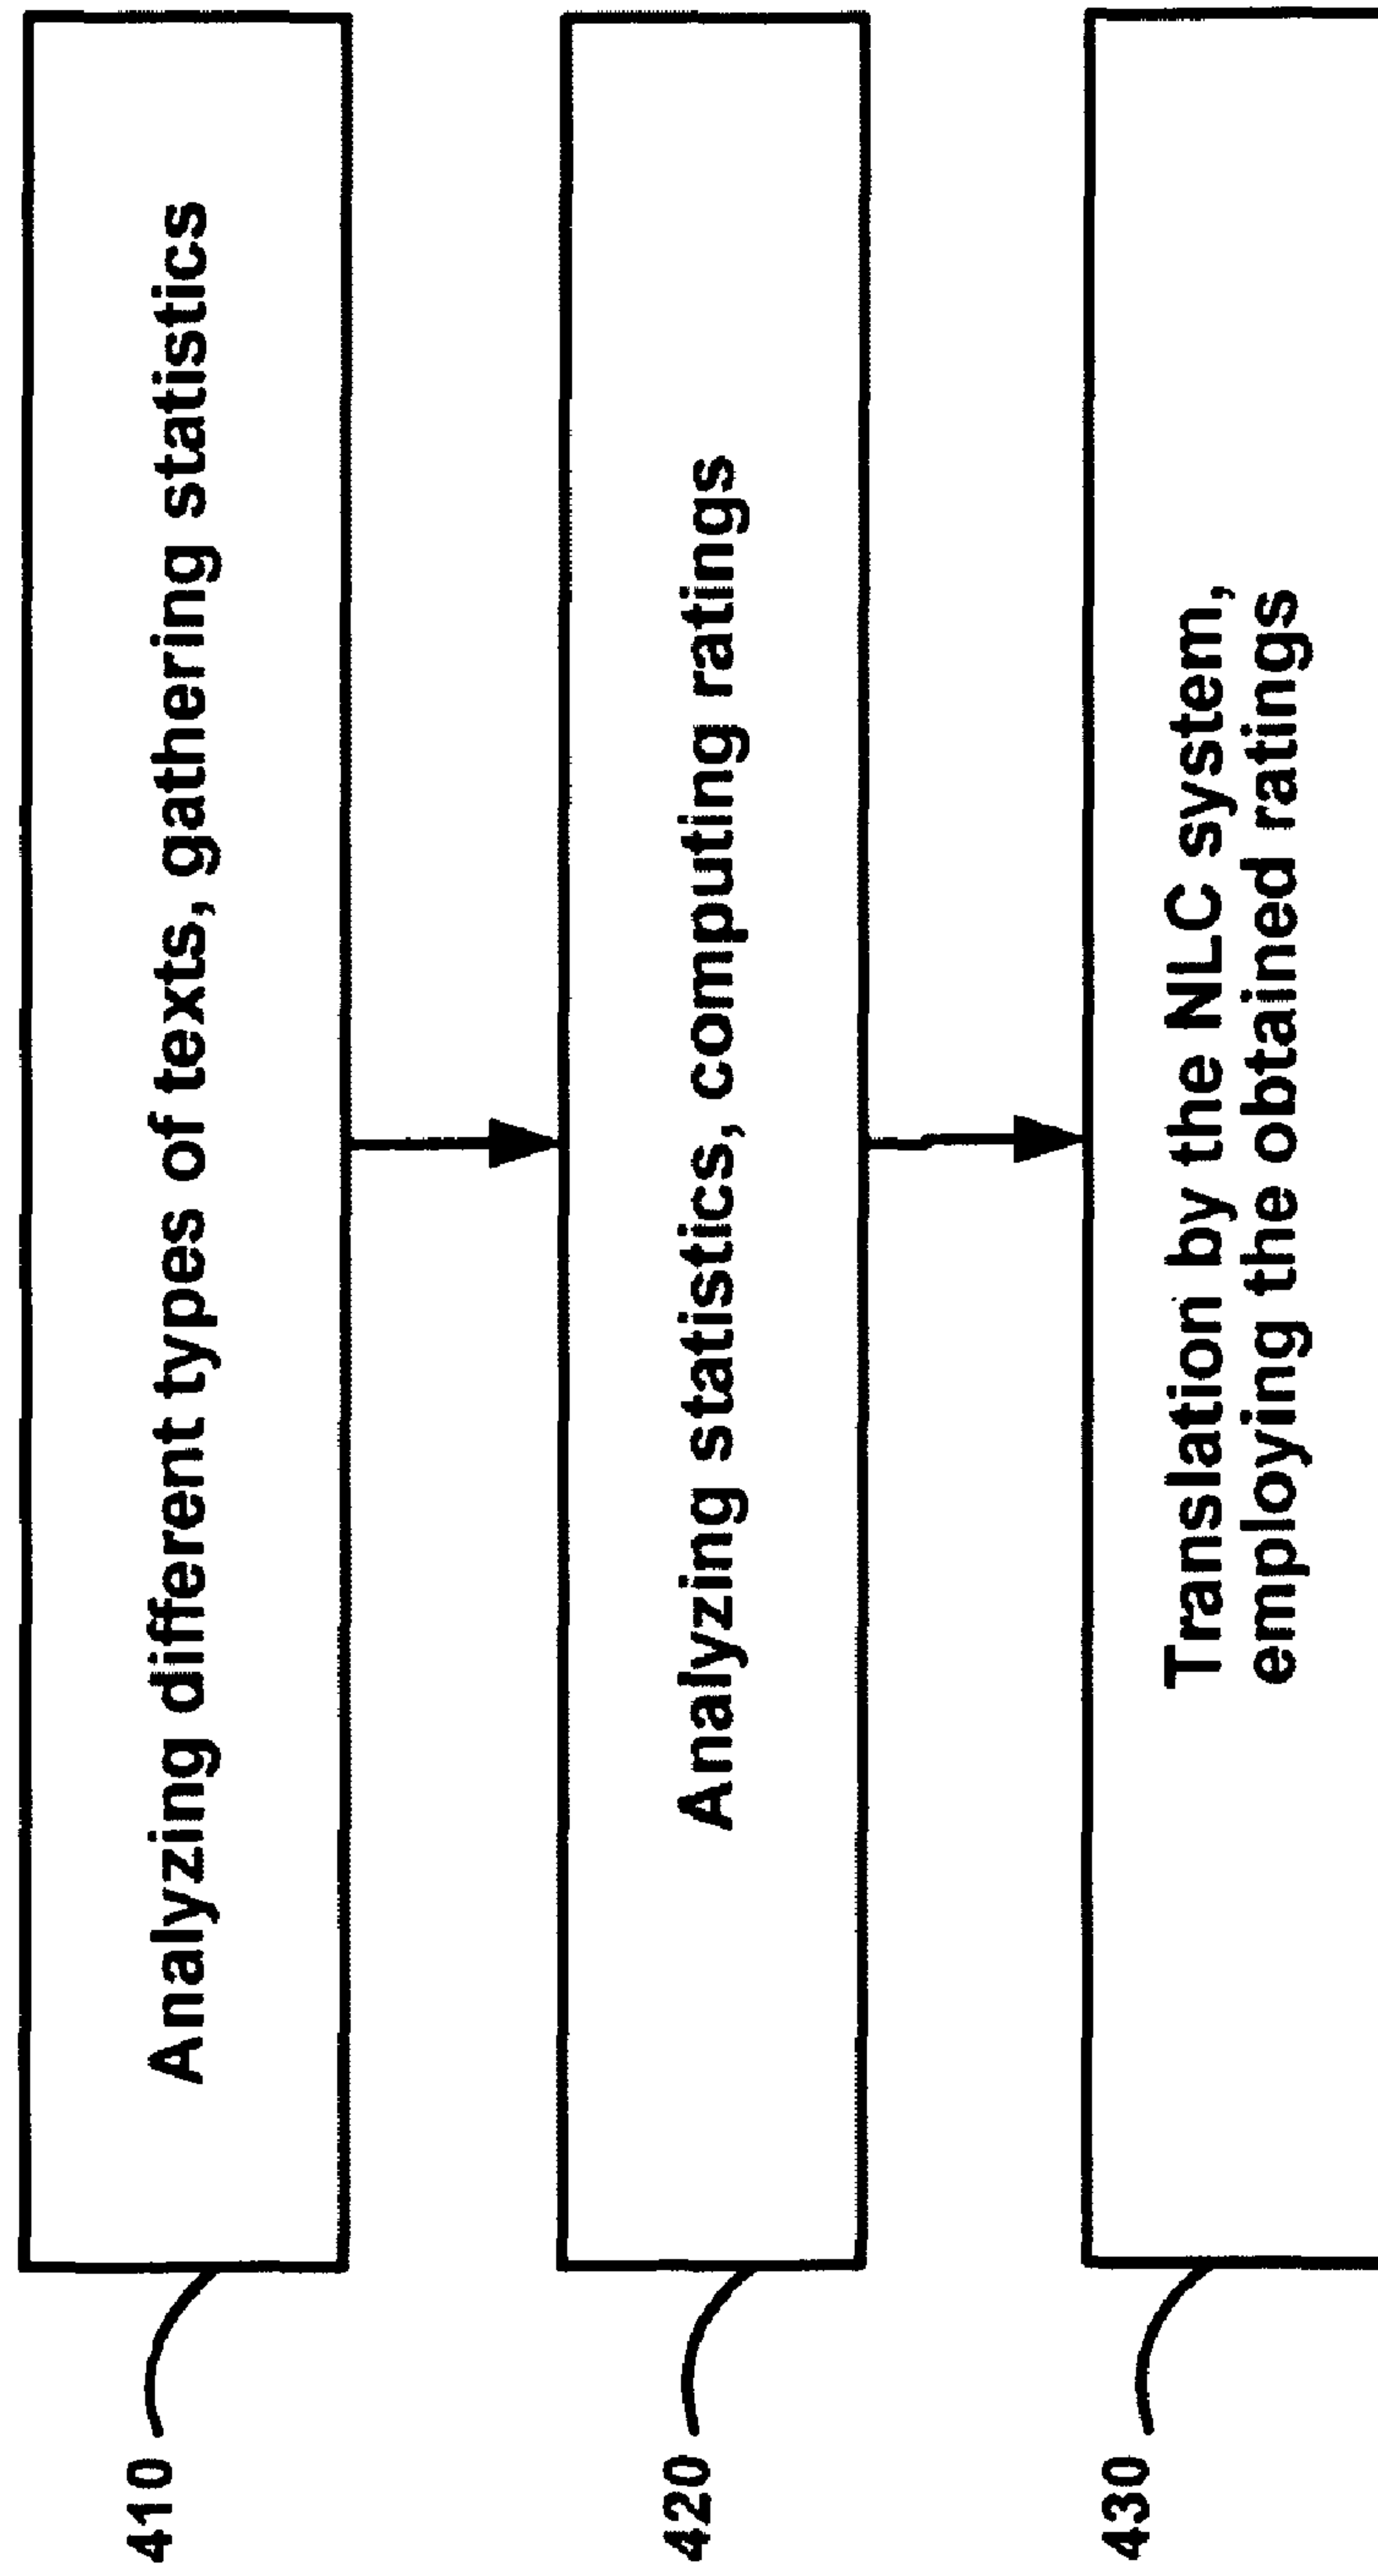 410
Analyzing different types of texts, gathering statistics
420
Analyzing statistics, computing ratings
430
Translation by the NLC system,
employing the obtained ratings